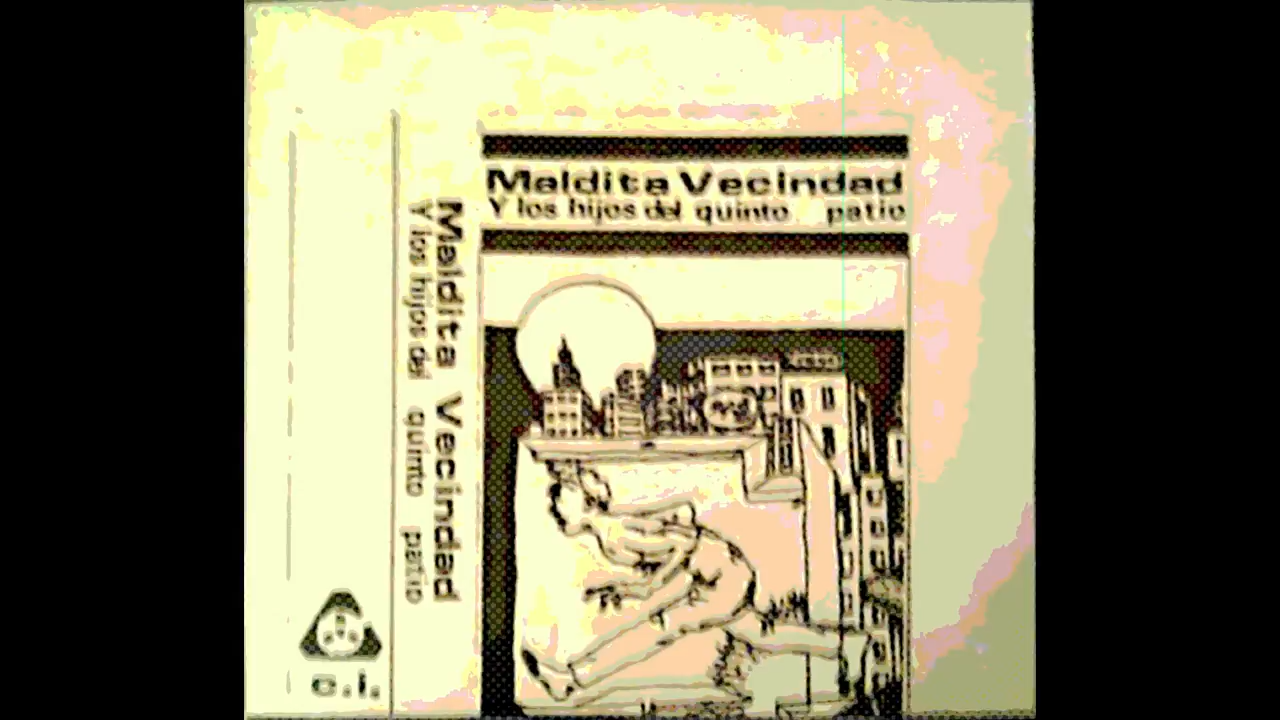 Maldita Vecindad
Y los hijos del quinto patio
Maldita Vecindad
Y los hijos del quinto patio
c.i.